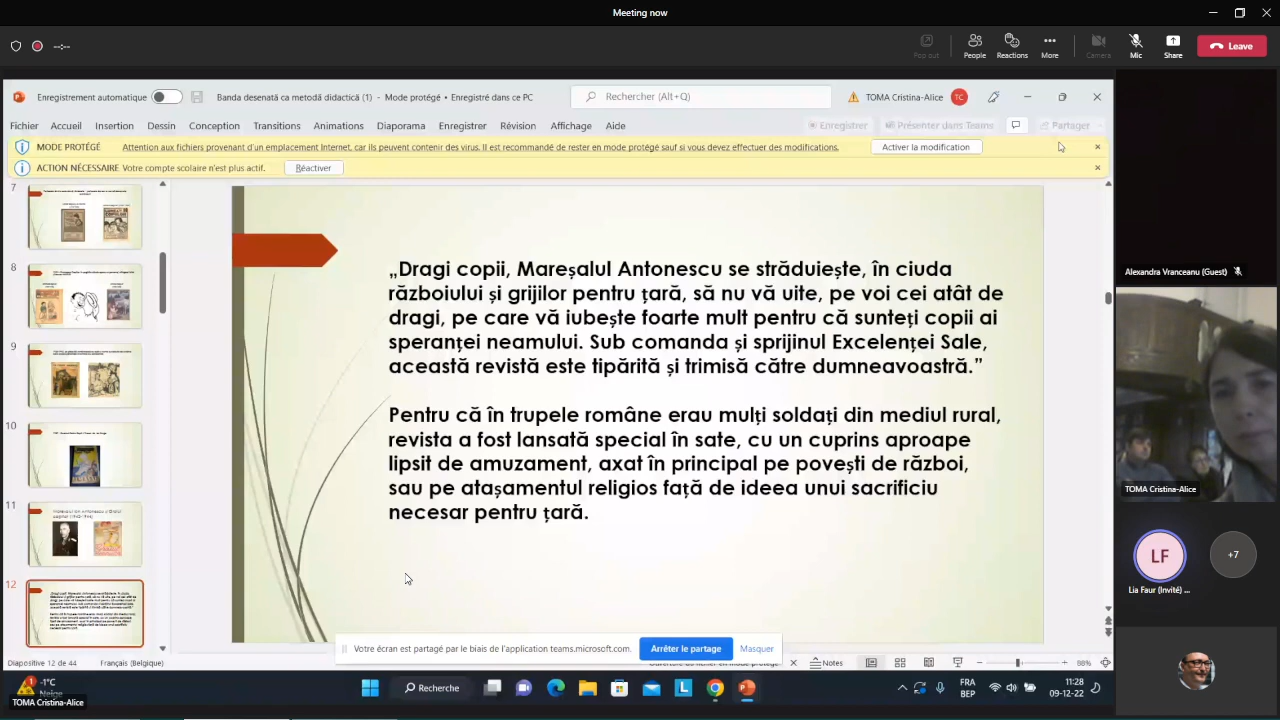 Meeting now
--:--
Pop out
People
Reactions
More
Camera
Mic
Share
Leave
Enregistrement automatique
Banda desenată ca metodă didactică (1) - Mode protégé • Enregistré dans ce PC
Rechercher (Alt+Q)
TOMA Cristina-Alice
TC
Fichier Accueil Insertion Dessin Conception Transitions Animations Diaporama Enregistrer Révision Affichage Aide
Enregistrer
Présenter dans Teams
Partager
MODE PROTÉGÉ Attention aux fichiers provenant d'un emplacement Internet, car ils peuvent contenir des virus. Il est recommandé de rester en mode protégé sauf si vous devez effectuer des modifications.
Activer la modification
ACTION NÉCESSAIRE Votre compte scolaire n'est plus actif.
Réactiver
7
8
9
10
11
12
„Dragi copii, Mareșalul Antonescu se străduiește, în ciuda
războiului și grijilor pentru țară, să nu vă uite, pe voi cei atât de
dragi, pe care vă iubește foarte mult pentru că sunteți copii ai
speranței neamului. Sub comanda și sprijinul Excelenței Sale,
această revistă este tipărită și trimisă către dumneavoastră.”
Pentru că în trupele române erau mulți soldați din mediul rural,
revista a fost lansată special în sate, cu un cuprins aproape
lipsit de amuzament, axat în principal pe povești de război,
sau pe atașamentul religios față de ideea unui sacrificiu
necesar pentru țară.
Alexandra Vranceanu (Guest)
TOMA Cristina-Alice
LF
+7
Lia Faur (Invité) ...
Votre écran est partagé par le biais de l'application teams.microsoft.com.
Arrêter le partage
Masquer
Diapositive 12 de 44
Français (Belgique)
Notes
88%
1
-1°C
Neige
TOMA Cristina-Alice
Recherche
L
FRA
BEP
11:28
09-12-22